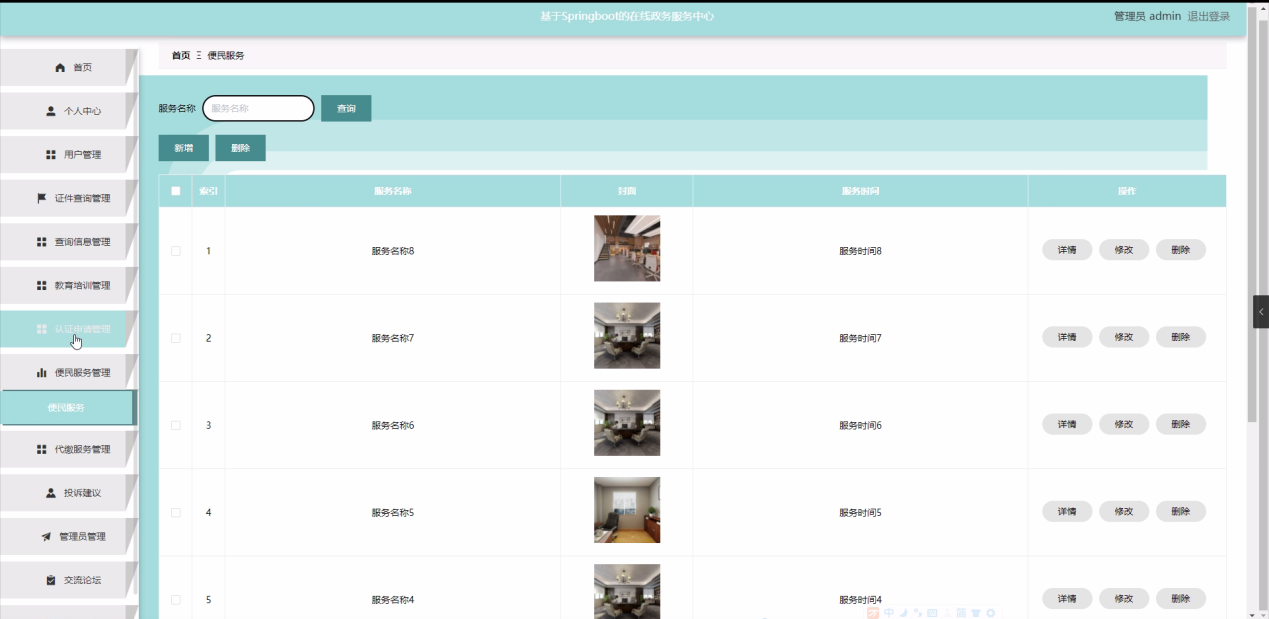 基于Springboot的在线政务服务中心
管理员 admin 退出登录
首页
个人中心
用户管理
证件查询管理
查询信息管理
教育培训管理
认证申请管理
便民服务管理
便民服务
代缴服务管理
投诉建议
管理员管理
交流论坛
首页 Ξ 便民服务
服务名称 服务名称 查询
新增 删除
索引 服务名称 封面 服务时间 操作
1 服务名称8 服务时间8 详情 修改 删除
2 服务名称7 服务时间7 详情 修改 删除
3 服务名称6 服务时间6 详情 修改 删除
4 服务名称5 服务时间5 详情 修改 删除
5 服务名称4 服务时间4 详情 修改 删除
中 简